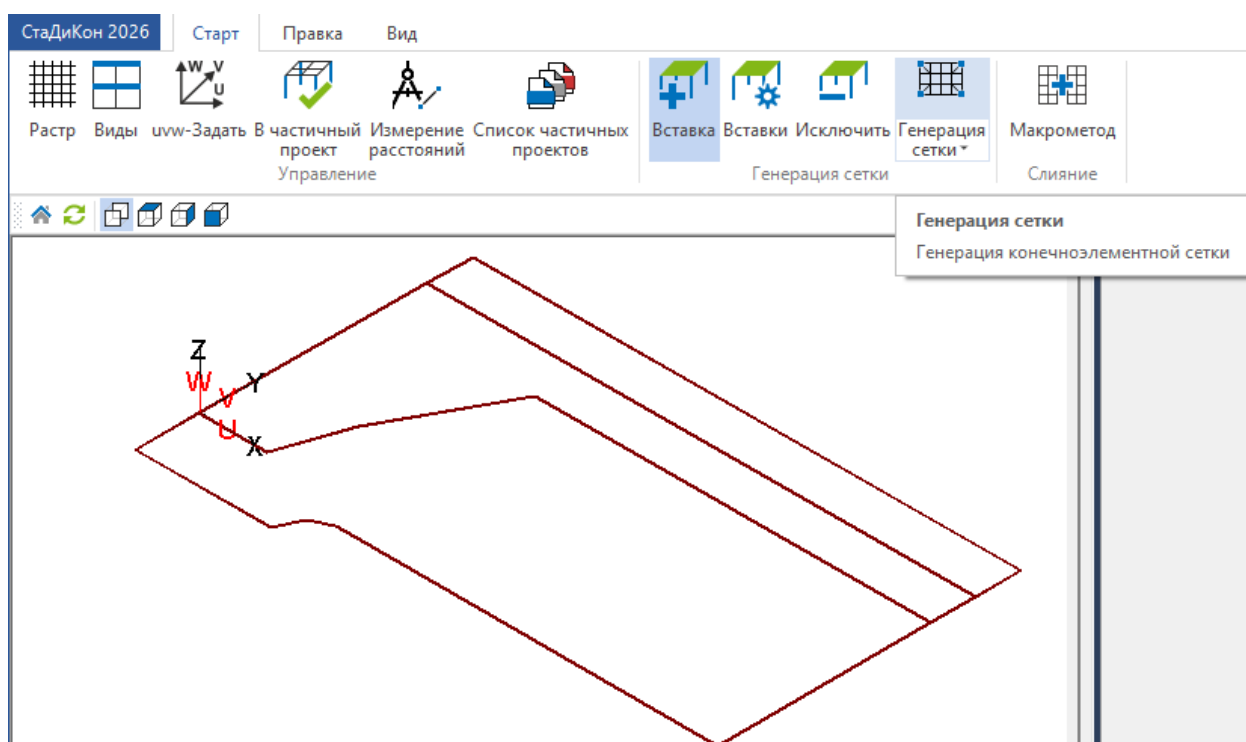 СтаДиКон 2026 Старт Правка Вид
Растр Виды uvw-Задать В частичный проект Измерение расстояний Список частичных проектов Вставка Вставки Исключить Генерация сетки Макрометод
Управление Генерация сетки Слияние
Генерация сетки
Генерация конечноэлементной сетки
Z
W
V Y
U
X